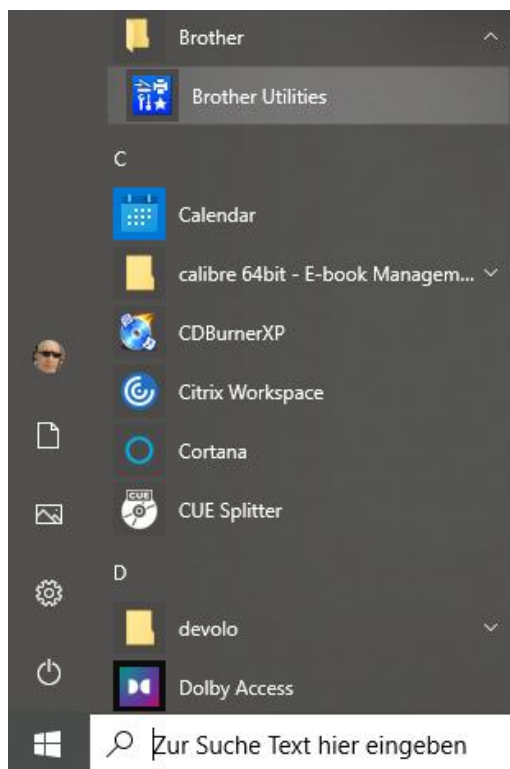 Brother
Brother Utilities
C
Calendar
calibre 64bit - E-book Managem...
CDBurnerXP
Citrix Workspace
Cortana
CUE
CUE Splitter
D
devolo
Dolby Access
Zur Suche Text hier eingeben